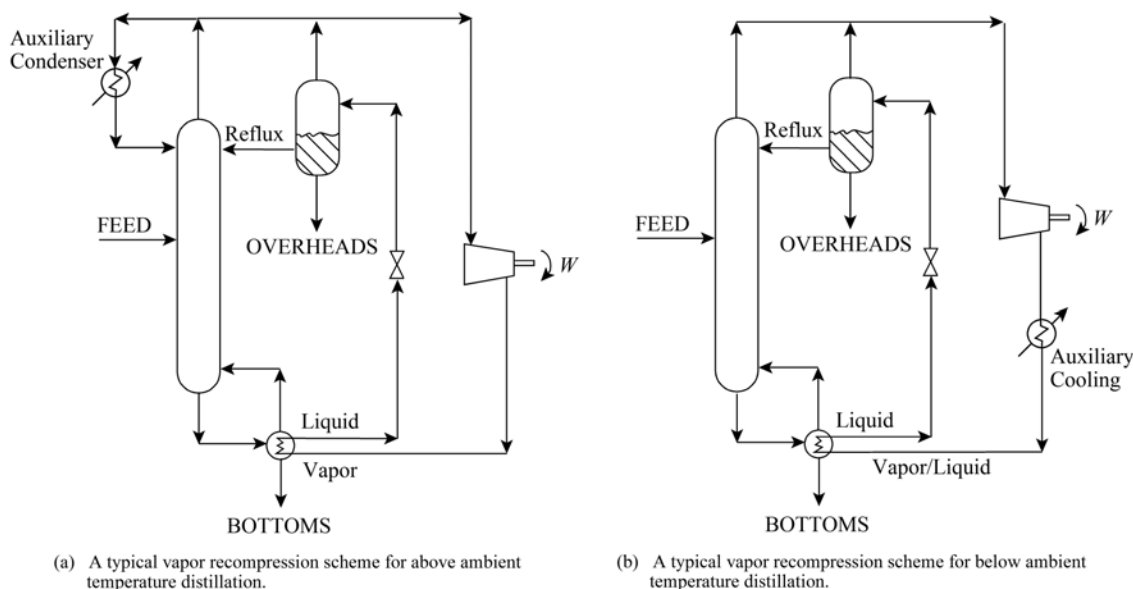 Auxiliary
Condenser
Reflux
FEED
OVERHEADS
W
Liquid
Vapor
BOTTOMS
(a) A typical vapor recompression scheme for above ambient
temperature distillation.
Reflux
FEED
OVERHEADS
W
Auxiliary
Cooling
Liquid
Vapor/Liquid
BOTTOMS
(b) A typical vapor recompression scheme for below ambient
temperature distillation.